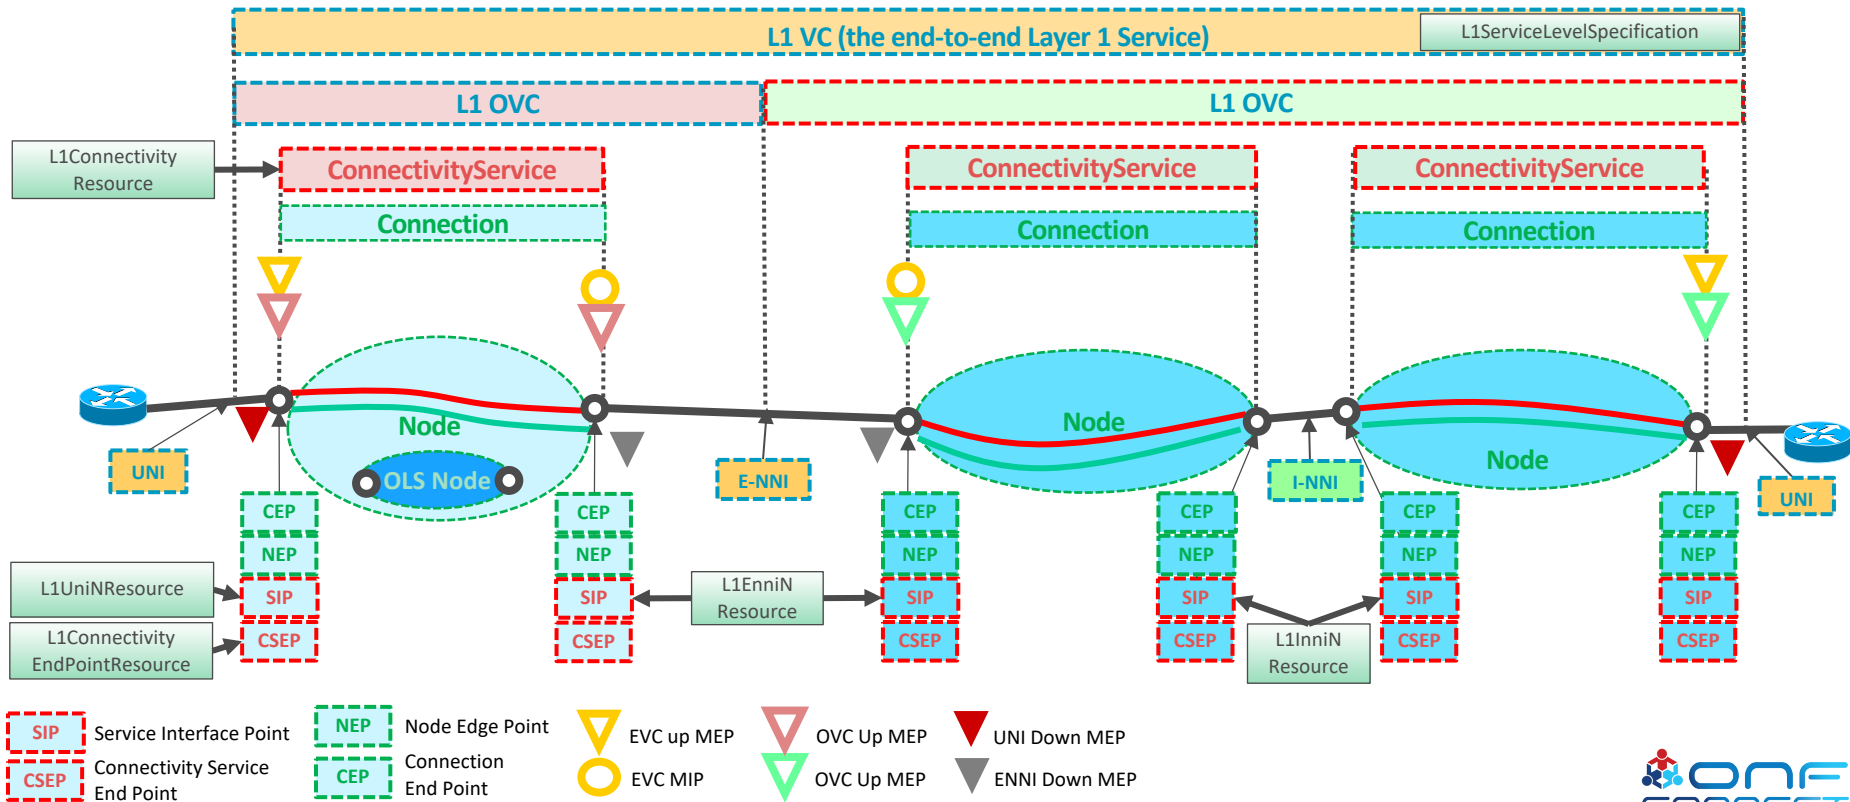 L1 VC (the end-to-end Layer 1 Service)
L1ServiceLevelSpecification
L1 OVC
L1 OVC
L1Connectivity
Resource
ConnectivityService
ConnectivityService
ConnectivityService
Connection
Connection
Connection
Node
Node
Node
OLS Node
UNI
E-NNI
I-NNI
UNI
CEP
CEP
CEP
CEP
CEP
CEP
NEP
NEP
NEP
NEP
NEP
NEP
L1UniNResource
SIP
SIP
L1EnniN
Resource
SIP
SIP
SIP
SIP
L1Connectivity
EndPointResource
CSEP
CSEP
CSEP
CSEP
L1InniN
Resource
CSEP
CSEP
SIP
Service Interface Point
NEP
Node Edge Point
EVC up MEP
OVC Up MEP
UNI Down MEP
CSEP
Connectivity Service
End Point
CEP
Connection
End Point
EVC MIP
OVC Up MEP
ENNI Down MEP
ONF
CONNECT